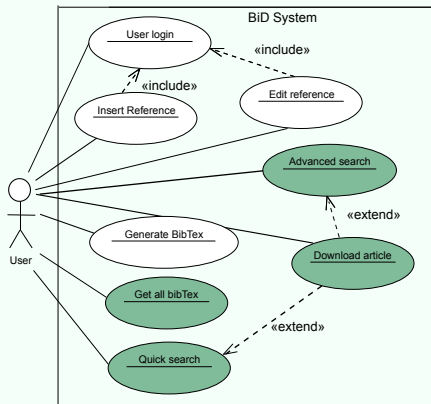 BiD System
User login
«include»
«include»
Edit reference
Insert Reference
Advanced search
«extend»
Generate BibTex
Download article
User
Get all bibTex
«extend»
Quick search